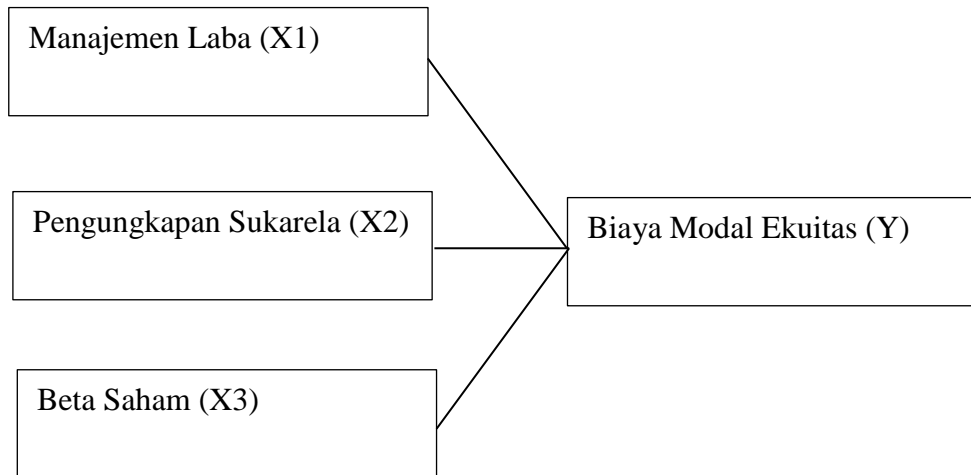 Manajemen Laba (X1)
Pengungkapan Sukarela (X2)
Biaya Modal Ekuitas (Y)
Beta Saham (X3)